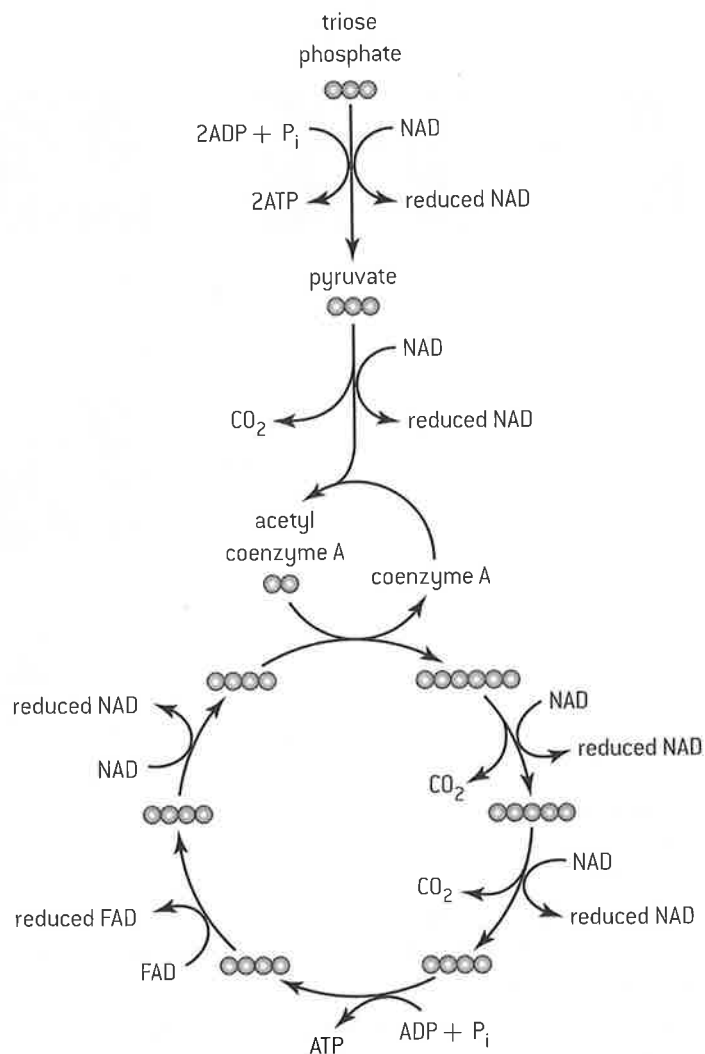 triose
phosphate
2ADP + Pi
NAD
2ATP
reduced NAD
pyruvate
NAD
CO2
reduced NAD
acetyl
coenzyme A
coenzyme A
reduced NAD
NAD
NAD
reduced NAD
CO2
NAD
CO2
reduced NAD
reduced FAD
FAD
ADP + Pi
ATP